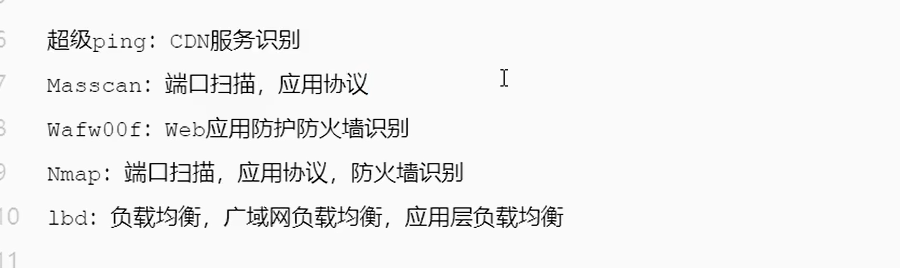 6 超级ping：CDN服务识别
7 Masscan：端口扫描，应用协议
8 Wafw00f：Web应用防护防火墙识别
9 Nmap：端口扫描，应用协议，防火墙识别
10 lbd：负载均衡，广域网负载均衡，应用层负载均衡
11